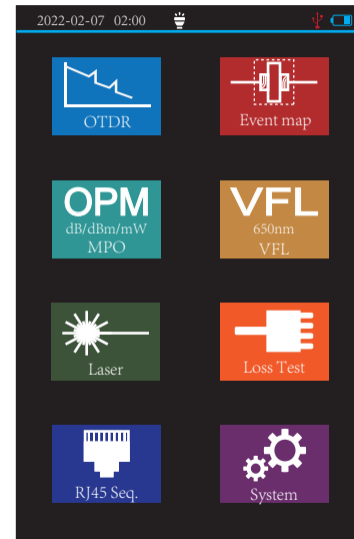 2022-02-07 02:00
OTDR
Event map
OPM
dB/dBm/mW
MPO
VFL
650nm
VFL
Laser
Loss Test
RJ45 Seq.
System